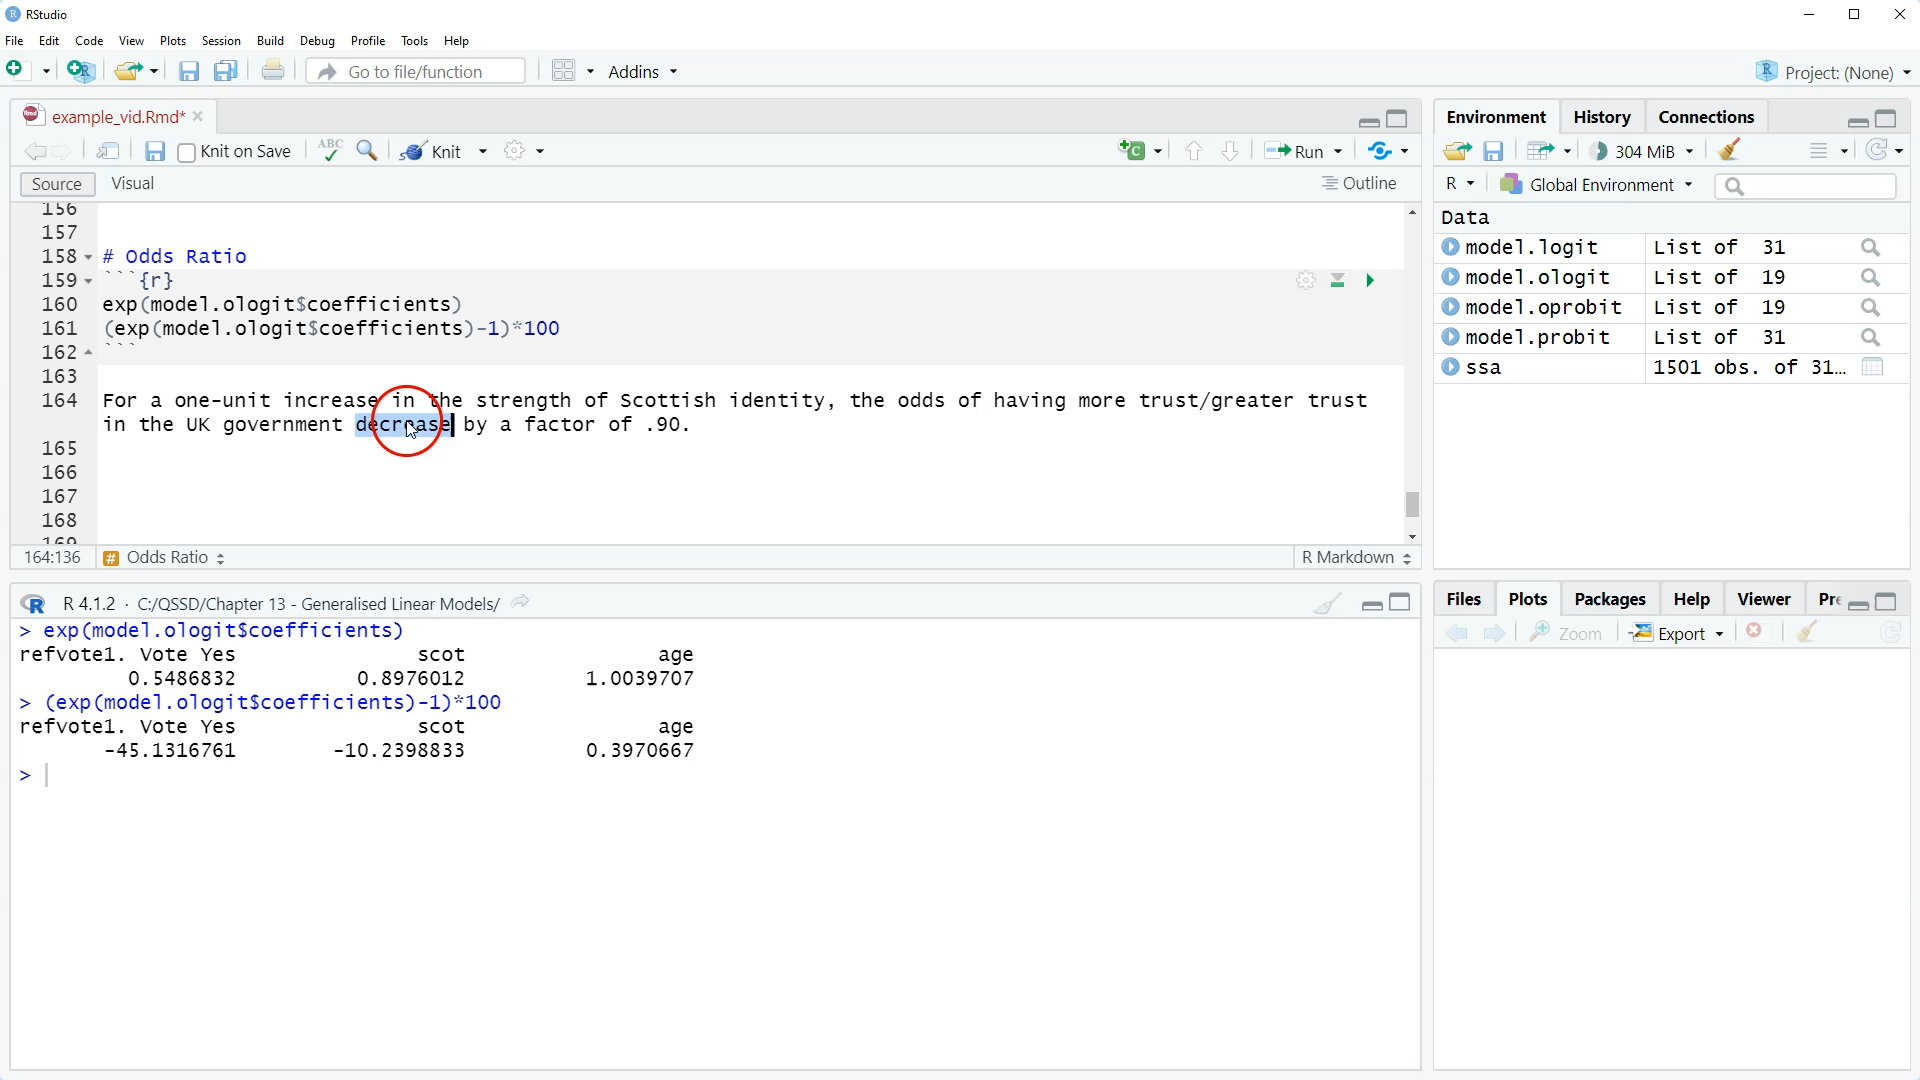 RStudio
File Edit Code View Plots Session Build Debug Profile Tools Help
Go to file/function Addins Project: (None)
example_vid.Rmd*
Knit on Save ABC Knit Run
Source Visual Outline
156
157
158 # Odds Ratio
159 ```{r}
160 exp(model.ologit$coefficients)
161 (exp(model.ologit$coefficients)-1)*100
162 ```
163
164 For a one-unit increase in the strength of Scottish identity, the odds of having more trust/greater trust
in the UK government decrease by a factor of .90.
165
166
167
168
169
164:136 # Odds Ratio R Markdown
R 4.1.2 · C:/QSSD/Chapter 13 - Generalised Linear Models/
> exp(model.ologit$coefficients)
refvote1. Vote Yes scot age
0.5486832 0.8976012 1.0039707
> (exp(model.ologit$coefficients)-1)*100
refvote1. Vote Yes scot age
-45.1316761 -10.2398833 0.3970667
>
Environment History Connections
304 MiB
R Global Environment
Data
model.logit List of 31
model.ologit List of 19
model.oprobit List of 19
model.probit List of 31
ssa 1501 obs. of 31…
Files Plots Packages Help Viewer Pre
Zoom Export